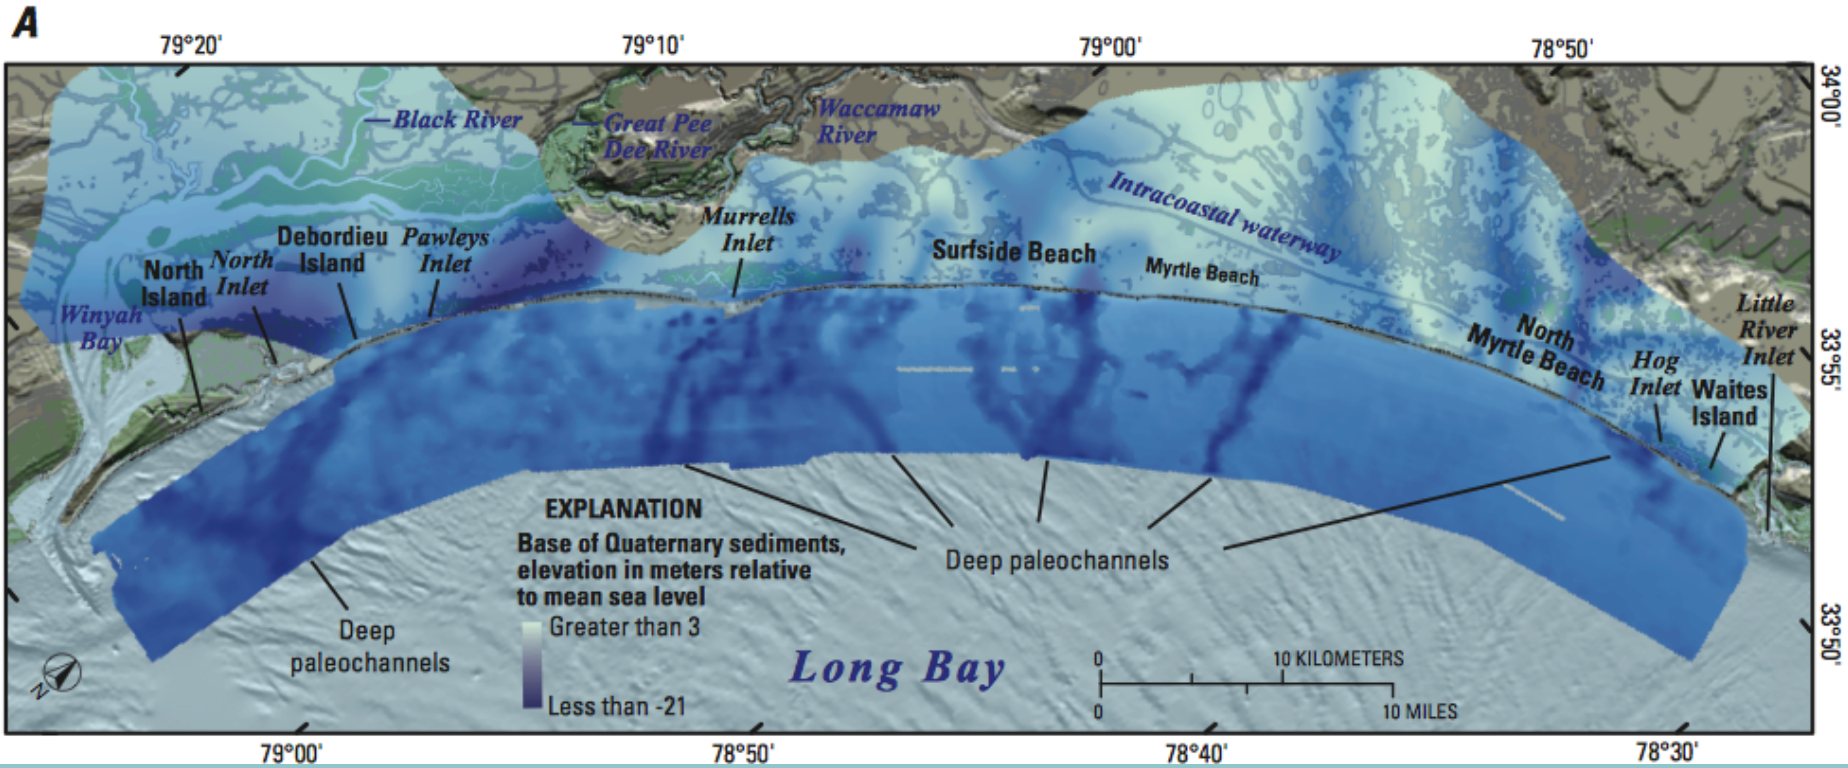 A
79°20'
79°10'
79°00'
78°50'
34°00'
Black River
Great Pee
Dee River
Waccamaw
River
Intracoastal waterway
Murrells
Inlet
Debordieu
Island
Pawleys
Inlet
North
Island
North
Inlet
Surfside Beach
Myrtle Beach
Winyah
Bay
North
Myrtle Beach
Little
River
Inlet
Hog
Inlet
Waites
Island
33°55'
EXPLANATION
Base of Quaternary sediments,
elevation in meters relative
to mean sea level
Greater than 3
Less than -21
Deep paleochannels
Deep
paleochannels
Long Bay
0
10 KILOMETERS
0
10 MILES
33°50'
N
79°00'
78°50'
78°40'
78°30'